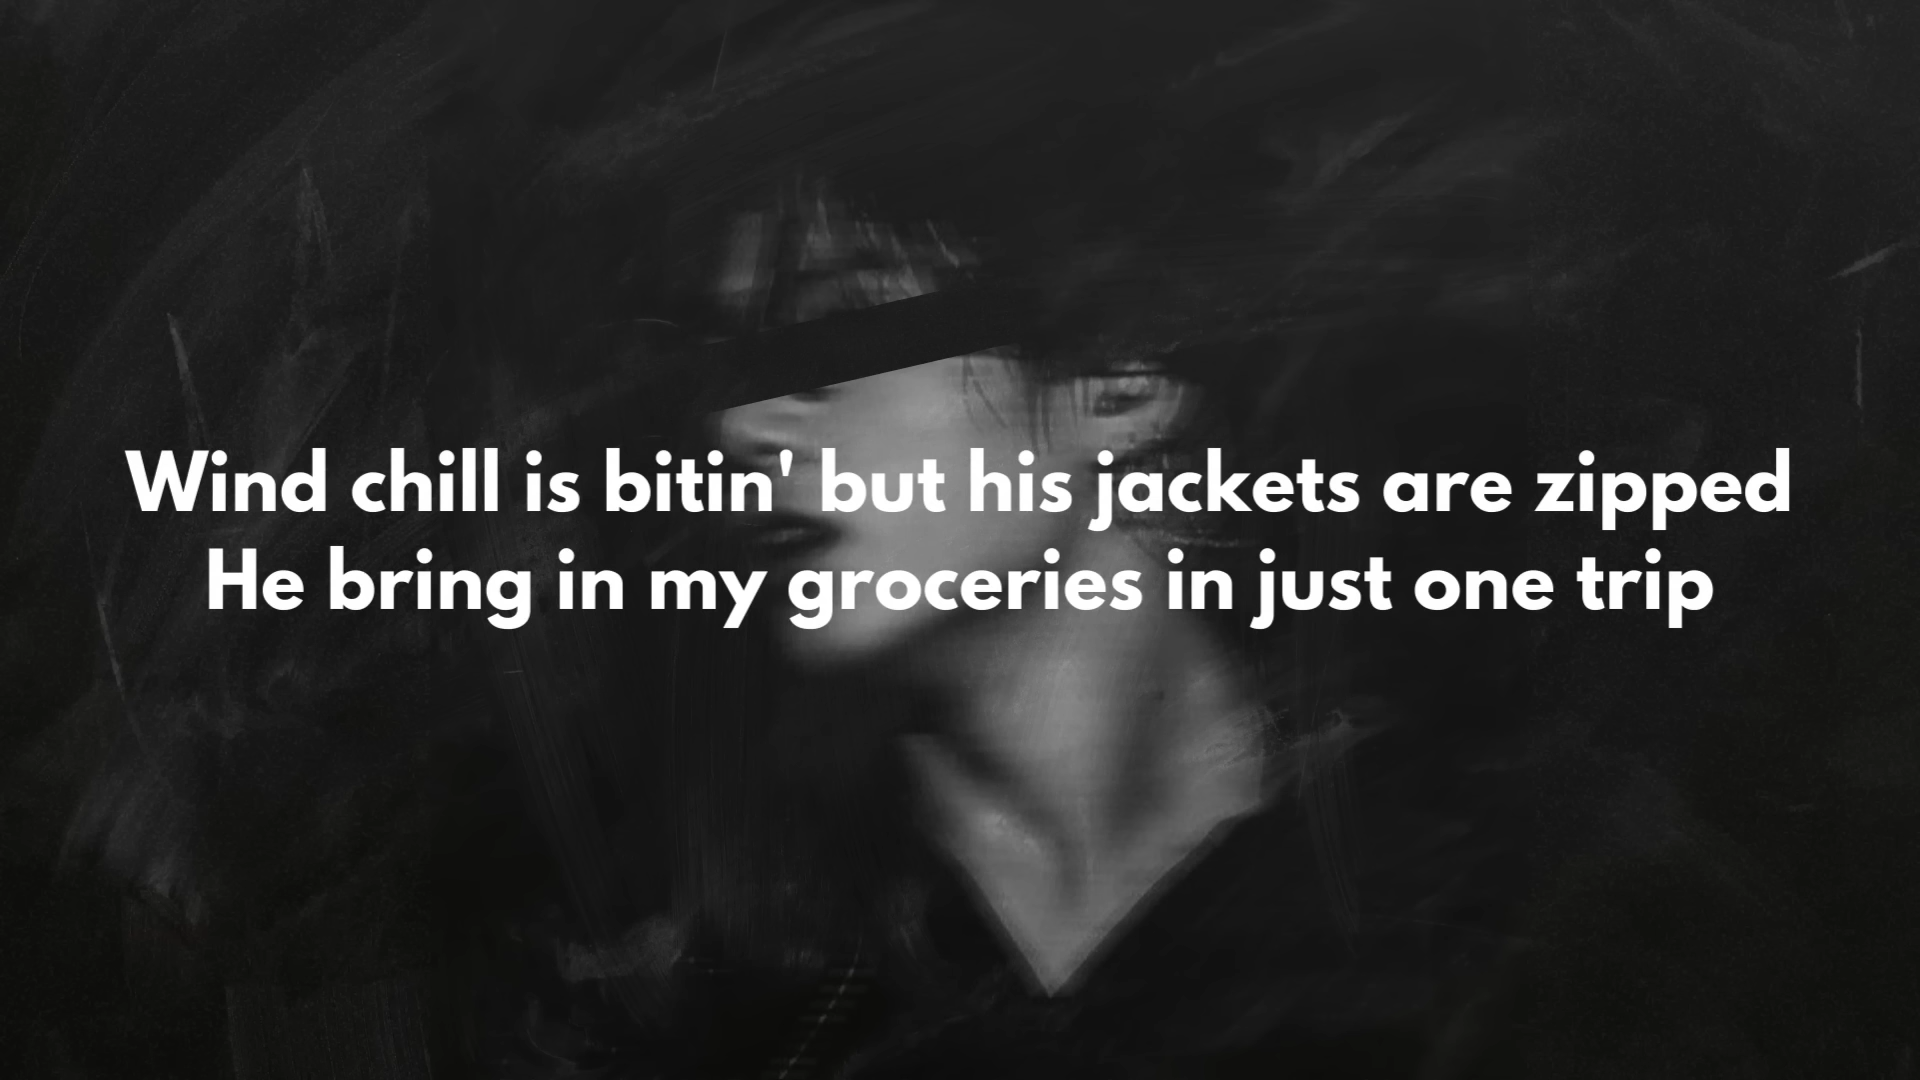 Wind chill is bitin' but his jackets are zipped
He bring in my groceries in just one trip